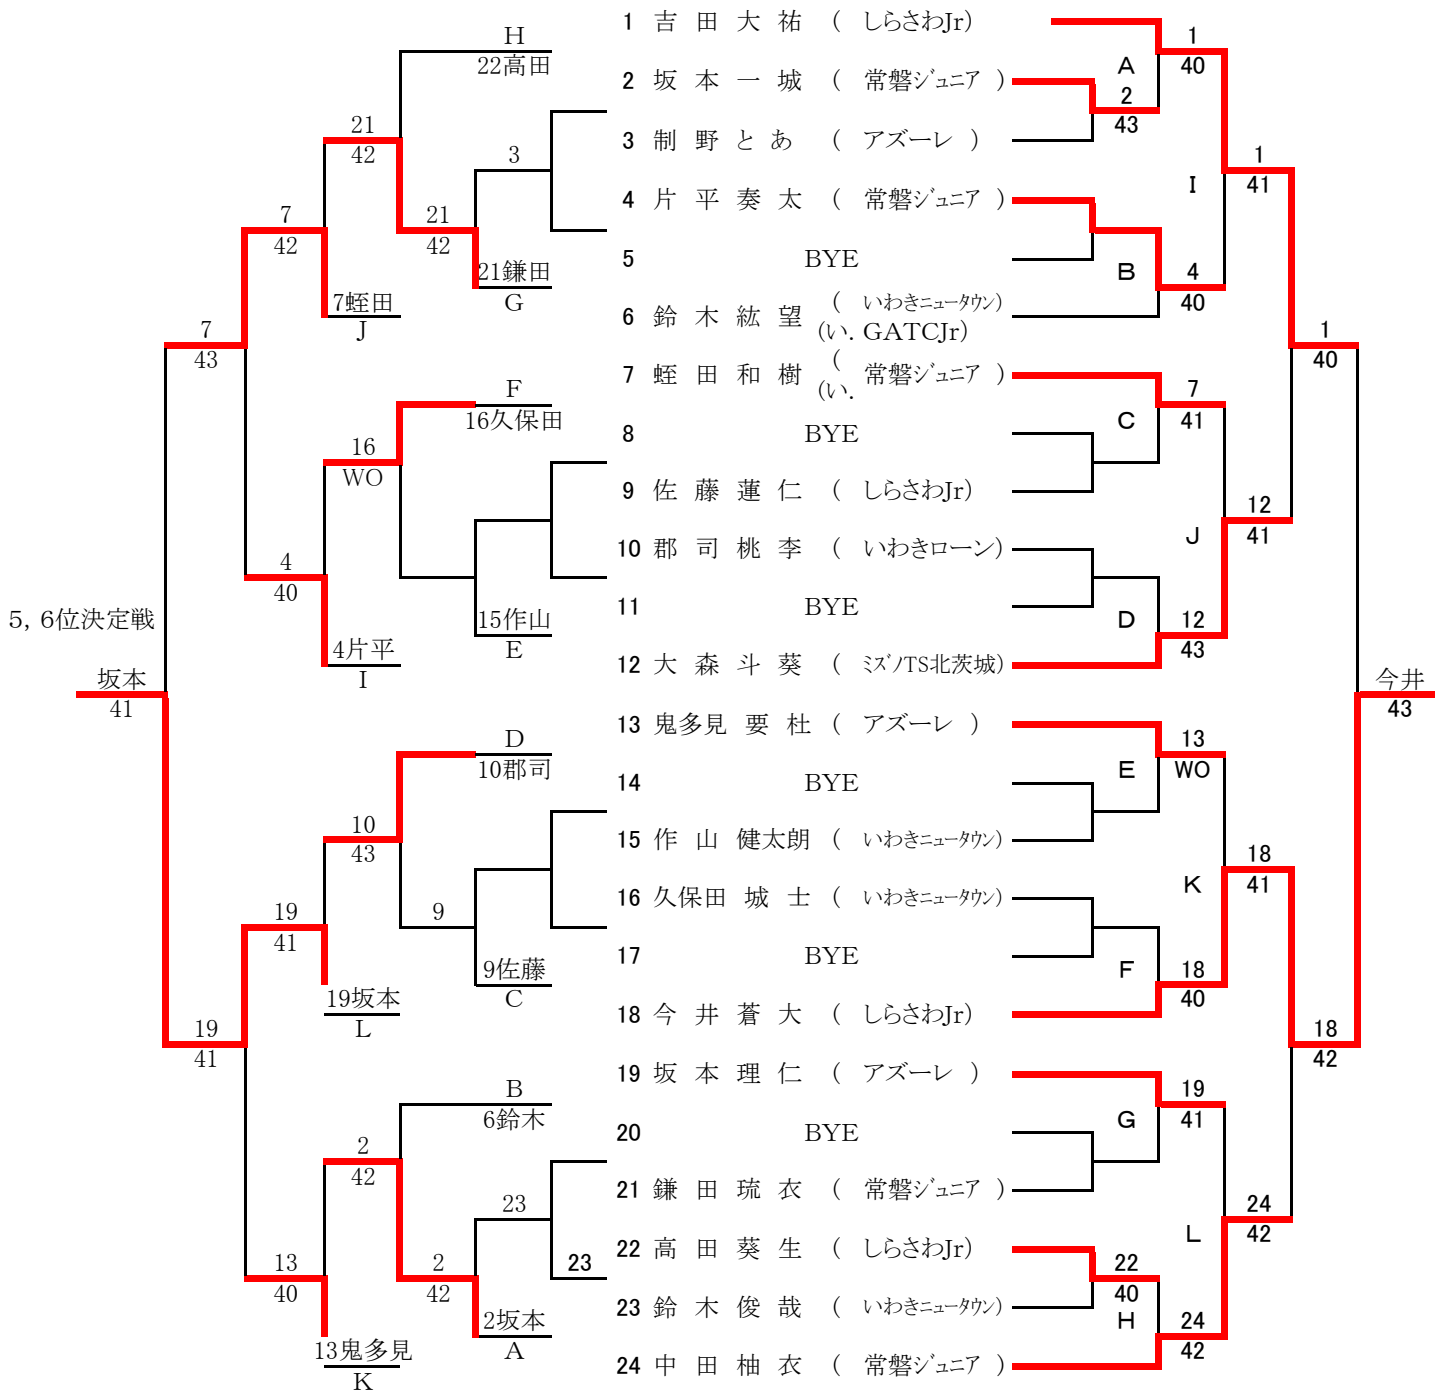 1 吉田大祐 ( しらさわJr)
2 坂本一城 ( 常磐ジュニア )
3 制野とあ ( アズーレ )
4 片平奏太 ( 常磐ジュニア )
5 BYE
6 鈴木紘望 ( いわきニュータウン)
(い. GATCJr)
7 蛭田和樹 ( 常磐ジュニア )
(い.
8 BYE
9 佐藤蓮仁 ( しらさわJr)
10 郡司桃李 ( いわきローン)
11 BYE
12 大森斗葵 ( ミズノTS北茨城)
13 鬼多見要杜 ( アズーレ )
14 BYE
15 作山健太朗 ( いわきニュータウン)
16 久保田城士 ( いわきニュータウン)
17 BYE
18 今井蒼大 ( しらさわJr)
19 坂本理仁 ( アズーレ )
20 BYE
21 鎌田琉衣 ( 常磐ジュニア )
22 高田葵生 ( しらさわJr)
23 鈴木俊哉 ( いわきニュータウン)
24 中田柚衣 ( 常磐ジュニア )
A
2
43
1
40
B
4
40
I
1
41
C
7
41
D
12
43
J
12
41
1
40
E
13
WO
F
18
40
K
18
41
G
19
41
22
40
H
24
42
L
24
42
18
42
今井
43
H
22高田
3
21鎌田
G
21
42
21
42
7蛭田
J
7
42
7
43
F
16久保田
16
WO
15作山
E
4片平
I
4
40
5，6位決定戦
坂本
41
D
10郡司
10
43
9
9佐藤
C
19坂本
L
19
41
19
41
B
6鈴木
2
42
23
23
2
42
2坂本
A
13
40
13鬼多見
K